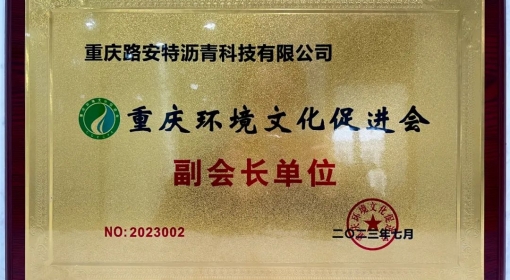 重庆路安特沥青科技有限公司
重庆环境文化促进会
副会长单位
NO:2023002
二〇二三年七月